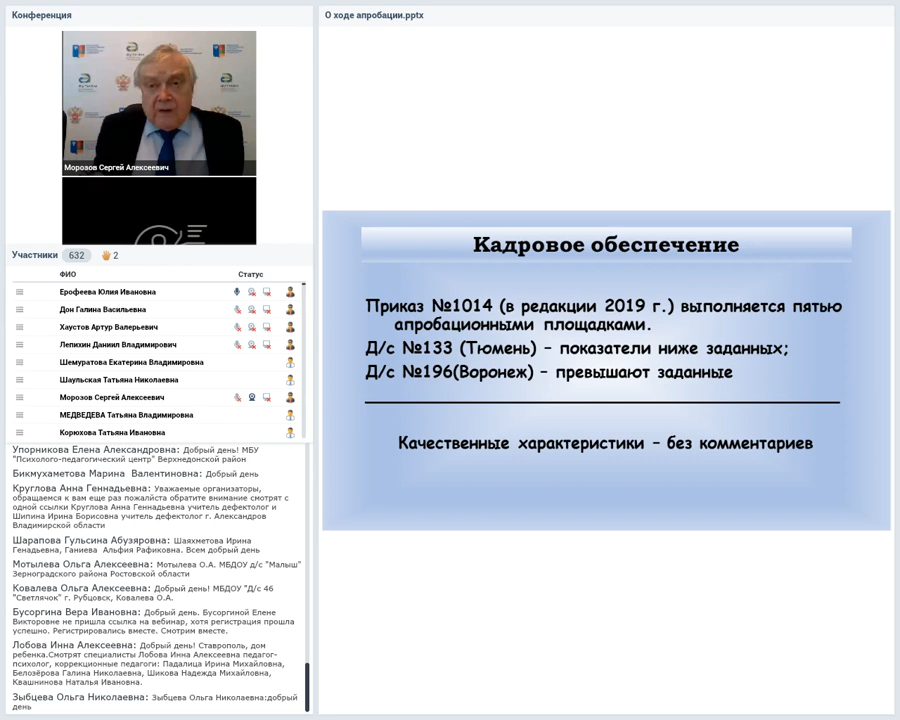 Конференция
Морозов Сергей Алексеевич
Участники 632 2
ФИО Статус
Ерофеева Юлия Ивановна
Дон Галина Васильевна
Хаустов Артур Валерьевич
Лепихин Даниил Владимирович
Шемуратова Екатерина Владимировна
Шаульская Татьяна Николаевна
Морозов Сергей Алексеевич
МЕДВЕДЕВА Татьяна Владимировна
Корюхова Татьяна Ивановна
Упорникова Елена Александровна: Добрый день! МБУ
"Психолого-педагогический центр" Верхнедонской район
Бикмухаметова Марина Валентиновна: Добрый день
Круглова Анна Геннадьевна: Уважаемые организаторы,
обращаемся к вам еще раз пожалйста обратите внимание смотрят с
одной ссылки Круглова Анна Геннадьевна учитель дефектолог и
Шипина Ирина Борисовна учитель дефектолог г. Александров
Владимирской области
Шарапова Гульсина Абузяровна: Шаяхметова Ирина
Генадьевна, Ганиева Альфия Рафиковна. Всем добрый день
Мотылева Ольга Алексеевна: Мотылева О.А. МБДОУ д/с "Малыш"
Зерноградского района Ростовской области
Ковалева Ольга Алексеевна: Добрый день! МБДОУ "Д/с 46
"Светлячок" г. Рубцовск, Ковалева О.А.
Бусоргина Вера Ивановна: Добрый день. Бусоргиной Елене
Викторовне не пришла ссылка на вебинар, хотя регистрация прошла
успешно. Регистрировались вместе. Смотрим вместе.
Лобова Инна Алексеевна: Добрый день! Ставрополь, дом
ребенка.Смотрят специалисты Лобова Инна Алексеевна педагог-
психолог, коррекционные педагоги: Падалица Ирина Михайловна,
Белозёрова Галина Николаевна, Шикова Надежда Михайловна,
Квашнинова Наталья Ивановна.
Зыбцева Ольга Николаевна: Зыбцева Ольга Николаевна:добрый
день
О ходе апробации.pptx
Кадровое обеспечение
Приказ №1014 (в редакции 2019 г.) выполняется пятью
апробационными площадками.
Д/с №133 (Тюмень) – показатели ниже заданных;
Д/с №196(Воронеж) – превышают заданные
Качественные характеристики – без комментариев